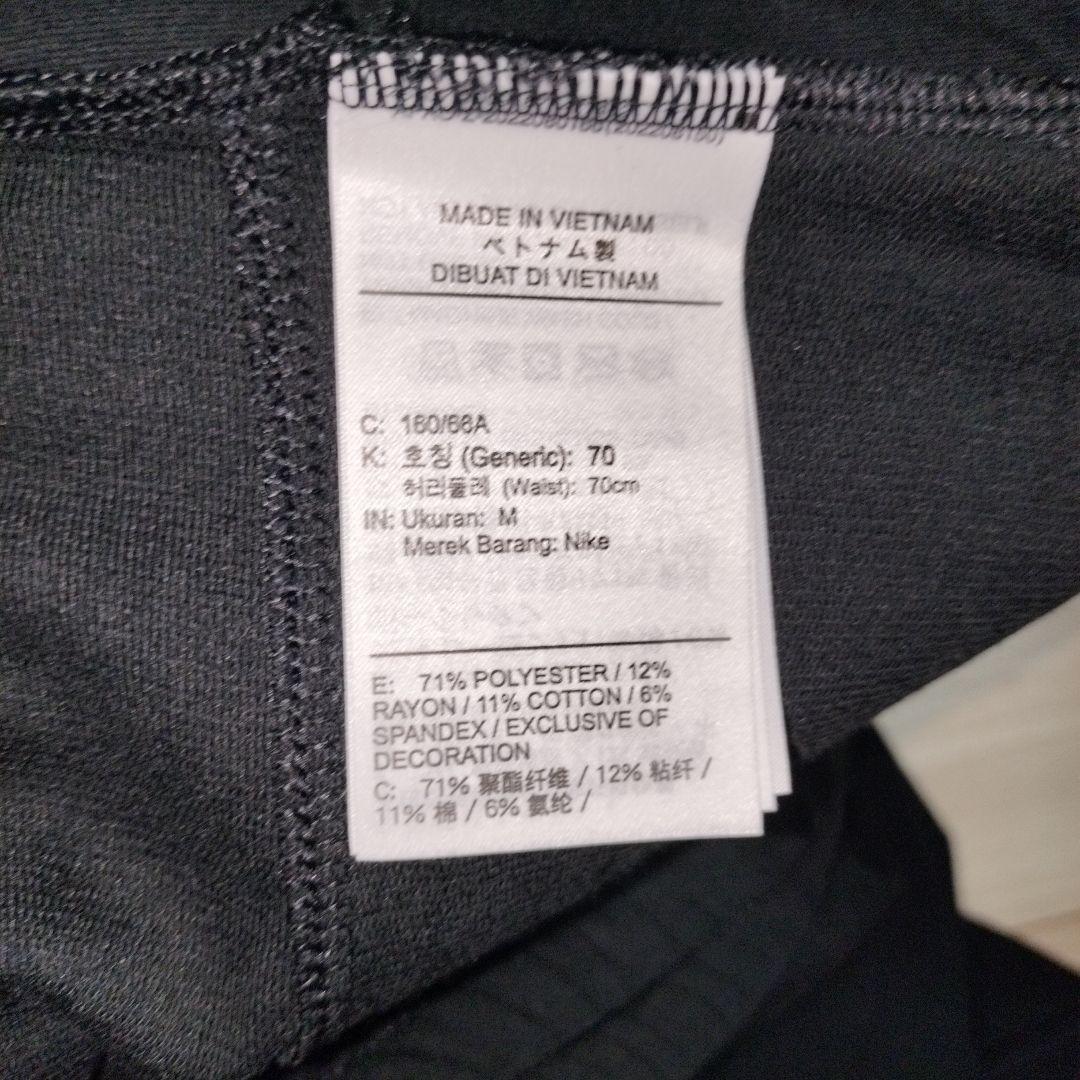 MADE IN VIETNAM
ベトナム製
DIBUAT DI VIETNAM
C: 160/66A
K: 호칭 (Generic): 70
허리둘레 (Waist): 70cm
IN: Ukuran: M
Merek Barang: Nike
E: 71% POLYESTER / 12%
RAYON / 11% COTTON / 6%
SPANDEX / EXCLUSIVE OF
DECORATION
C: 71% 聚酯纤维 / 12% 粘纤 /
11% 棉 / 6% 氨纶 /